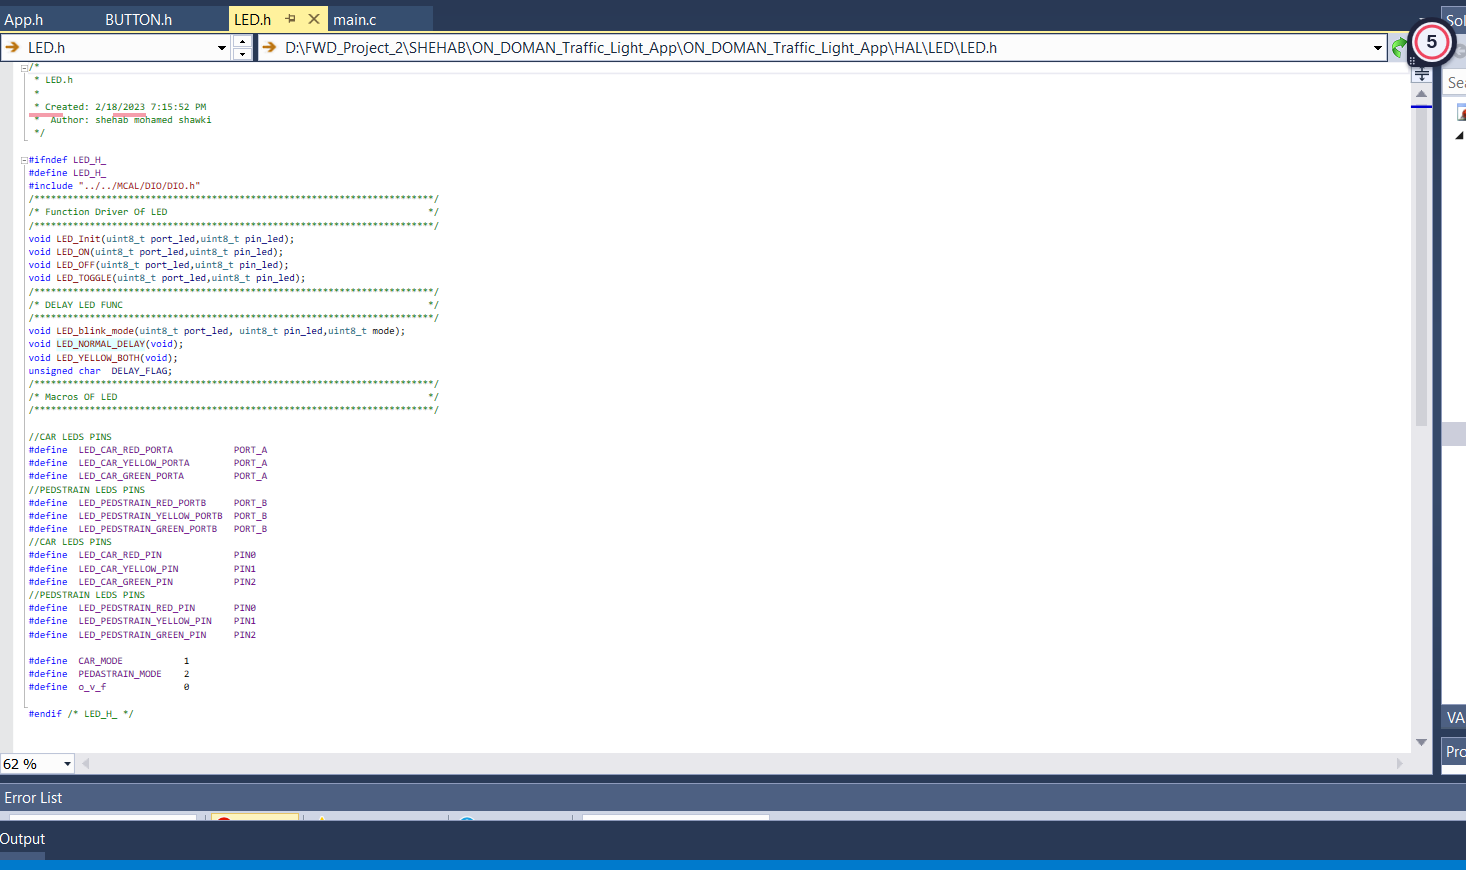 App.h BUTTON.h LED.h main.c
LED.h D:\FWD_Project_2\SHEHAB\ON_DOMAN_Traffic_Light_App\ON_DOMAN_Traffic_Light_App\HAL\LED\LED.h
5
/*
* LED.h
*
* Created: 2/18/2023 7:15:52 PM
*  Author: shehab mohamed shawki
*/
#ifndef LED_H_
#define LED_H_
#include "../../MCAL/DIO/DIO.h"
/************************************************************************/
/* Function Driver Of LED                                               */
/************************************************************************/
void LED_Init(uint8_t port_led,uint8_t pin_led);
void LED_ON(uint8_t port_led,uint8_t pin_led);
void LED_OFF(uint8_t port_led,uint8_t pin_led);
void LED_TOGGLE(uint8_t port_led,uint8_t pin_led);
/************************************************************************/
/* DELAY LED FUNC                                                       */
/************************************************************************/
void LED_blink_mode(uint8_t port_led, uint8_t pin_led,uint8_t mode);
void LED_NORMAL_DELAY(void);
void LED_YELLOW_BOTH(void);
unsigned char  DELAY_FLAG;
/************************************************************************/
/* Macros OF LED                                                        */
/************************************************************************/
//CAR LEDS PINS
#define  LED_CAR_RED_PORTA           PORT_A
#define  LED_CAR_YELLOW_PORTA        PORT_A
#define  LED_CAR_GREEN_PORTA         PORT_A
//PEDSTRAIN LEDS PINS
#define  LED_PEDSTRAIN_RED_PORTB     PORT_B
#define  LED_PEDSTRAIN_YELLOW_PORTB  PORT_B
#define  LED_PEDSTRAIN_GREEN_PORTB   PORT_B
//CAR LEDS PINS
#define  LED_CAR_RED_PIN             PIN0
#define  LED_CAR_YELLOW_PIN          PIN1
#define  LED_CAR_GREEN_PIN           PIN2
//PEDSTRAIN LEDS PINS
#define  LED_PEDSTRAIN_RED_PIN       PIN0
#define  LED_PEDSTRAIN_YELLOW_PIN    PIN1
#define  LED_PEDSTRAIN_GREEN_PIN     PIN2
#define  CAR_MODE           1
#define  PEDASTRAIN_MODE    2
#define  o_v_f              0
#endif /* LED_H_ */
Sol
Sea
VA
Pro
62 %
Error List
Output